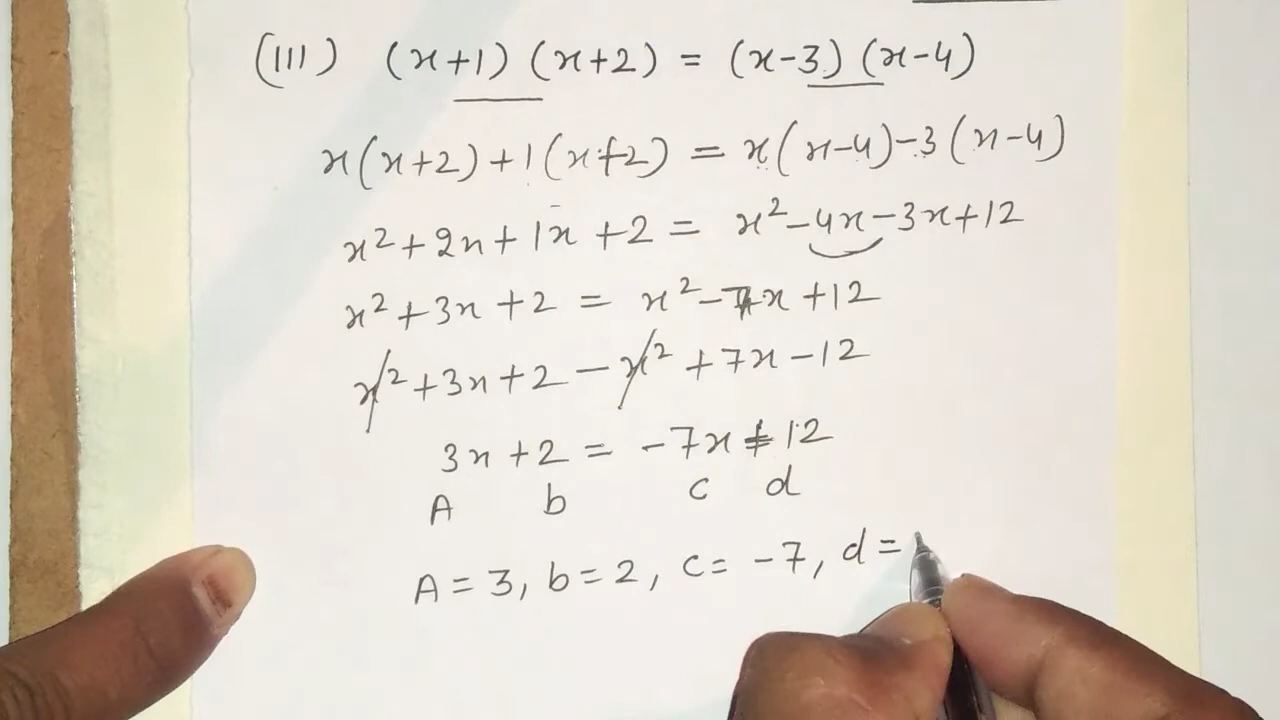 (III) (x+1) (x+2) = (x-3) (x-4)
x(x+2)+1(x+2) = x(x-4)-3(x-4)
x²+2x+1x+2 = x²-4x-3x+12
x²+3x+2 = x²-7x+12
x²+3x+2-x²+7x-12
3x+2 = -7x+12
A b c d
A=3, b=2, c=-7, d=